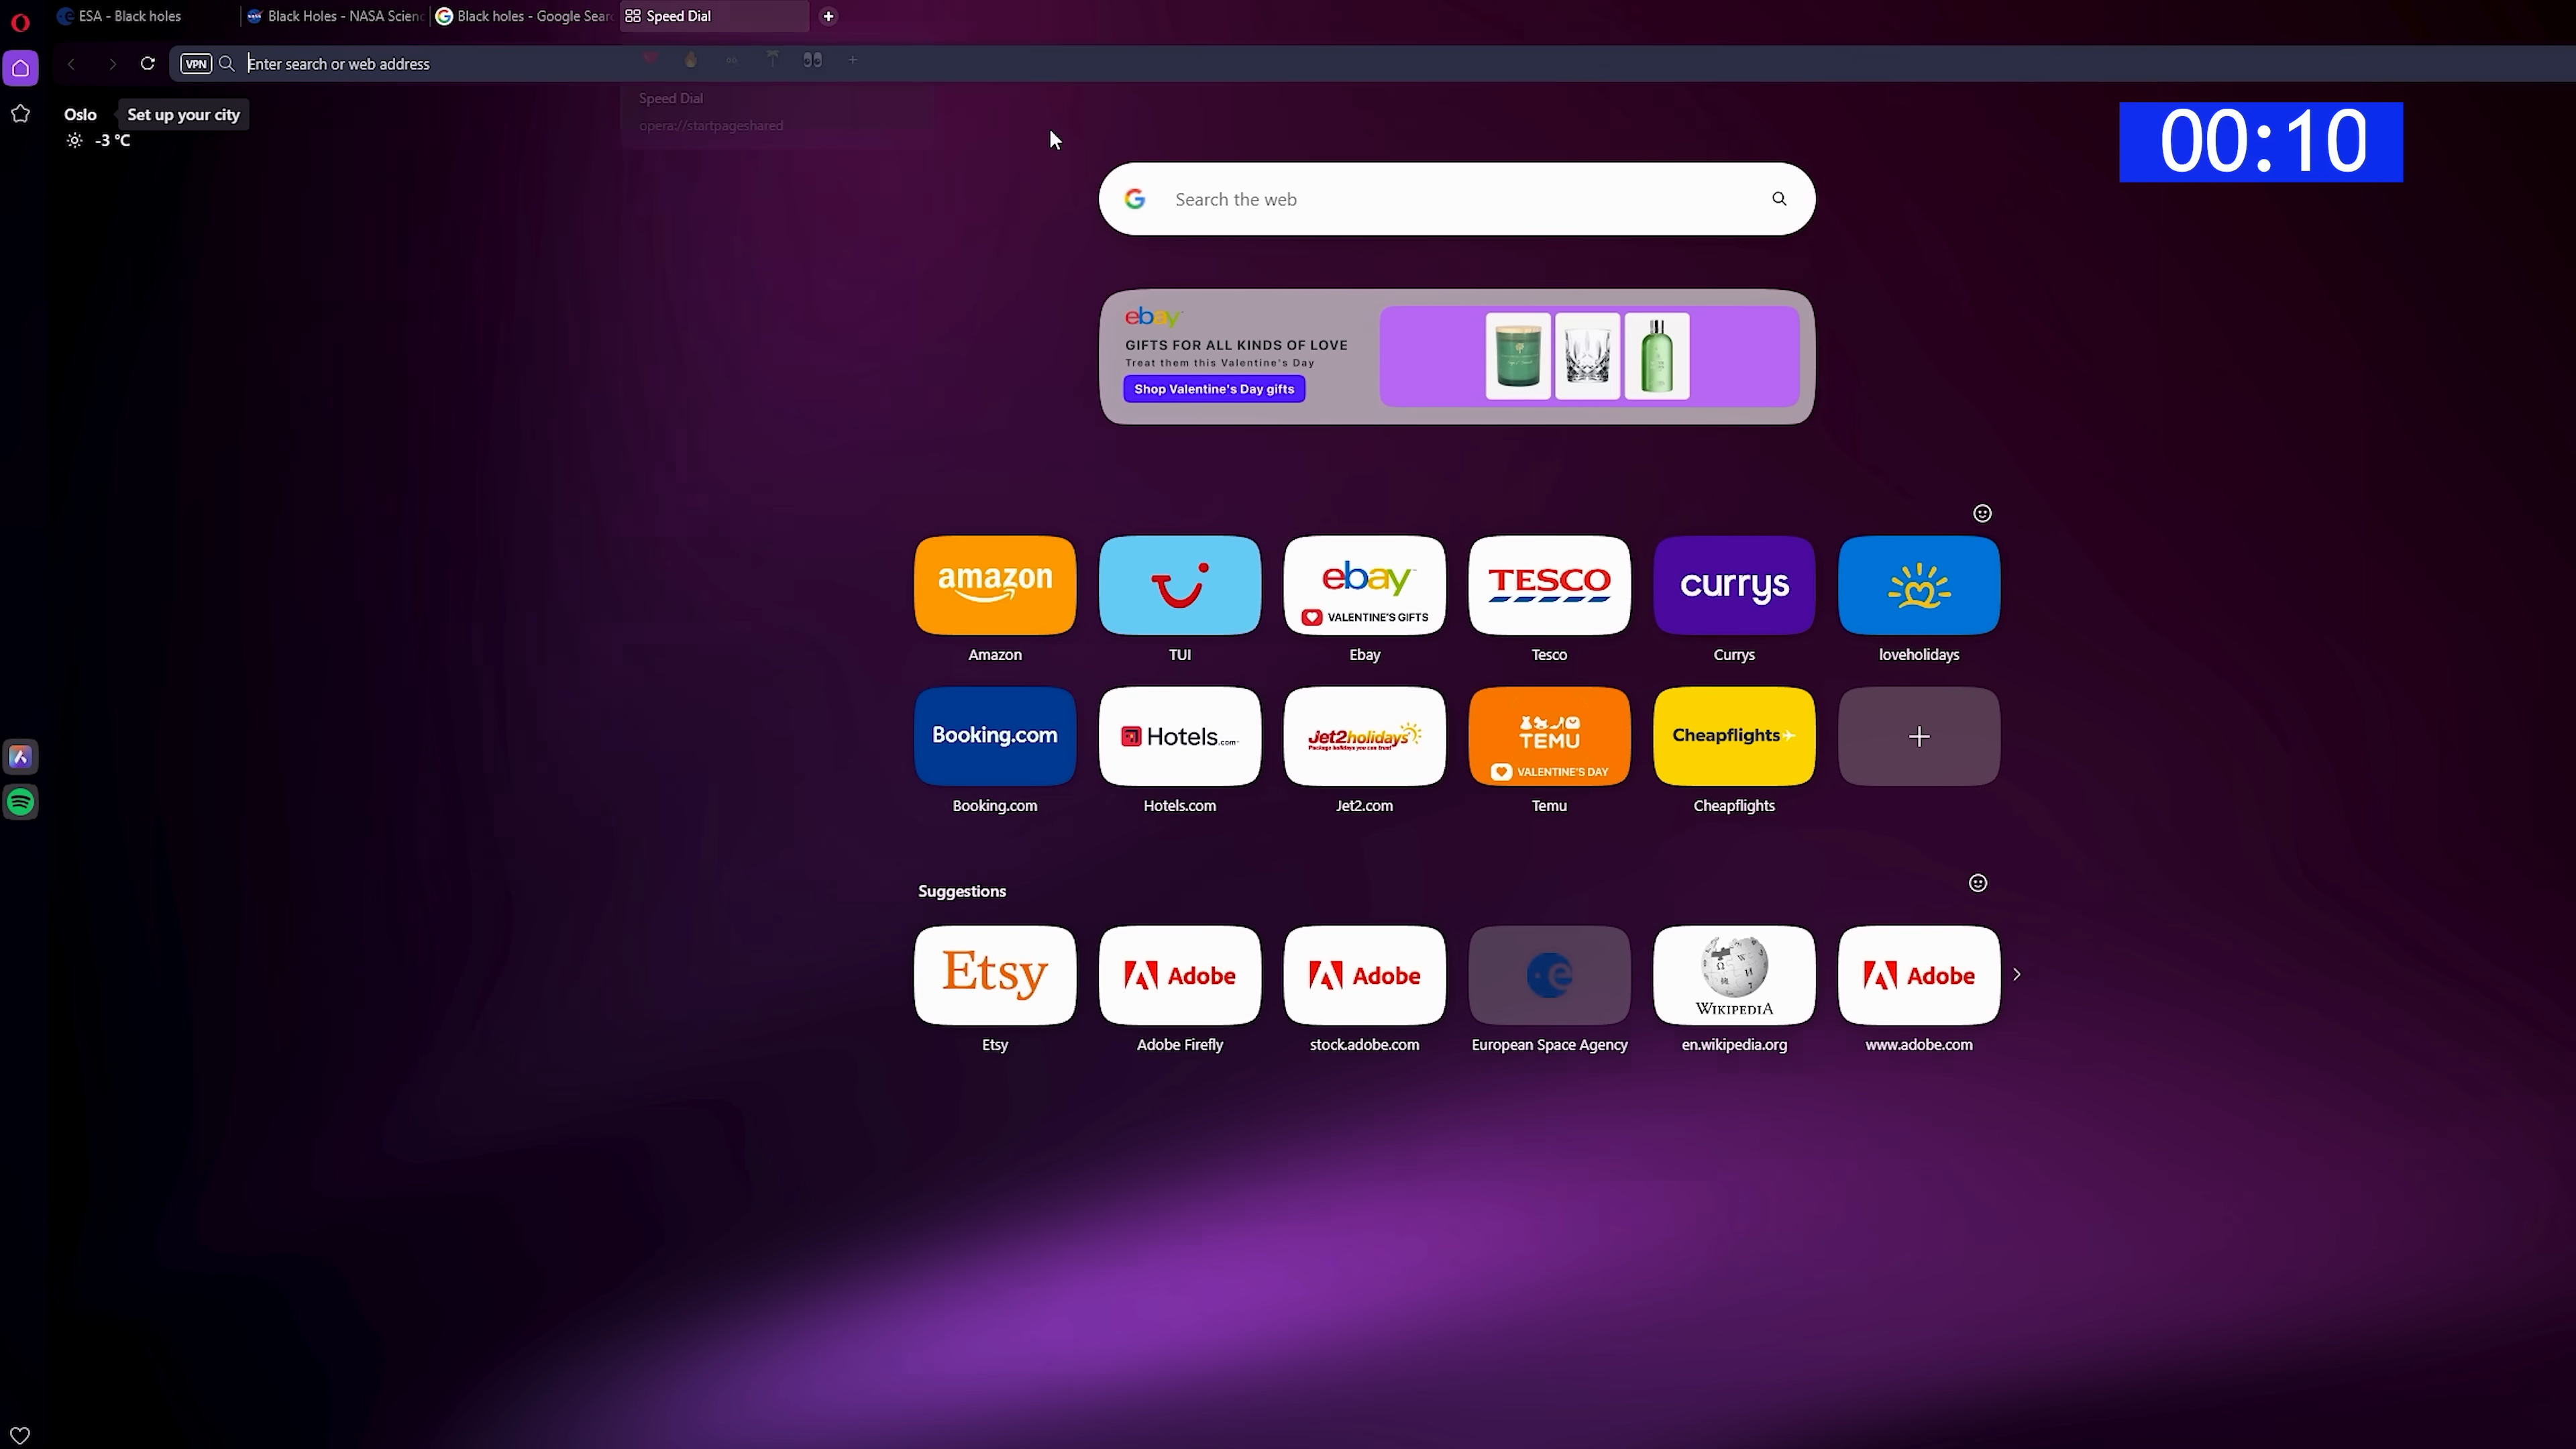 ESA - Black holes
Black Holes - NASA Scienc
Black holes - Google Sear
Speed Dial
VPN
Enter search or web address
Speed Dial
opera://startpageshared
Oslo
Set up your city
-3 °C
00:10
Search the web
ebay
GIFTS FOR ALL KINDS OF LOVE
Treat them this Valentine's Day
Shop Valentine's Day gifts
amazon
ebay
VALENTINE'S GIFTS
TESCO
currys
Amazon
TUI
Ebay
Tesco
Currys
loveholidays
Booking.com
Hotels.com
Jet2holidays
Package holidays you can trust
TEMU
VALENTINE'S DAY
Cheapflights
Booking.com
Hotels.com
Jet2.com
Temu
Cheapflights
Suggestions
Etsy
Adobe
Adobe
WIKIPEDIA
Adobe
Etsy
Adobe Firefly
stock.adobe.com
European Space Agency
en.wikipedia.org
www.adobe.com